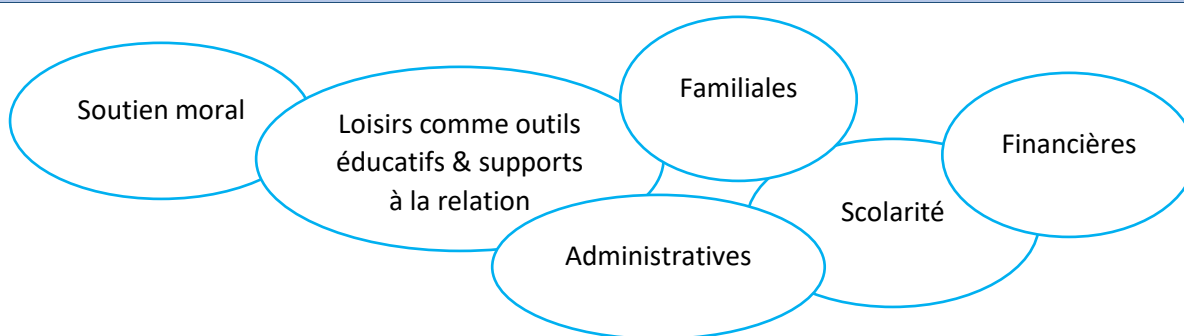 Soutien moral
Loisirs comme outils
éducatifs & supports
à la relation
Familiales
Administratives
Scolarité
Financières